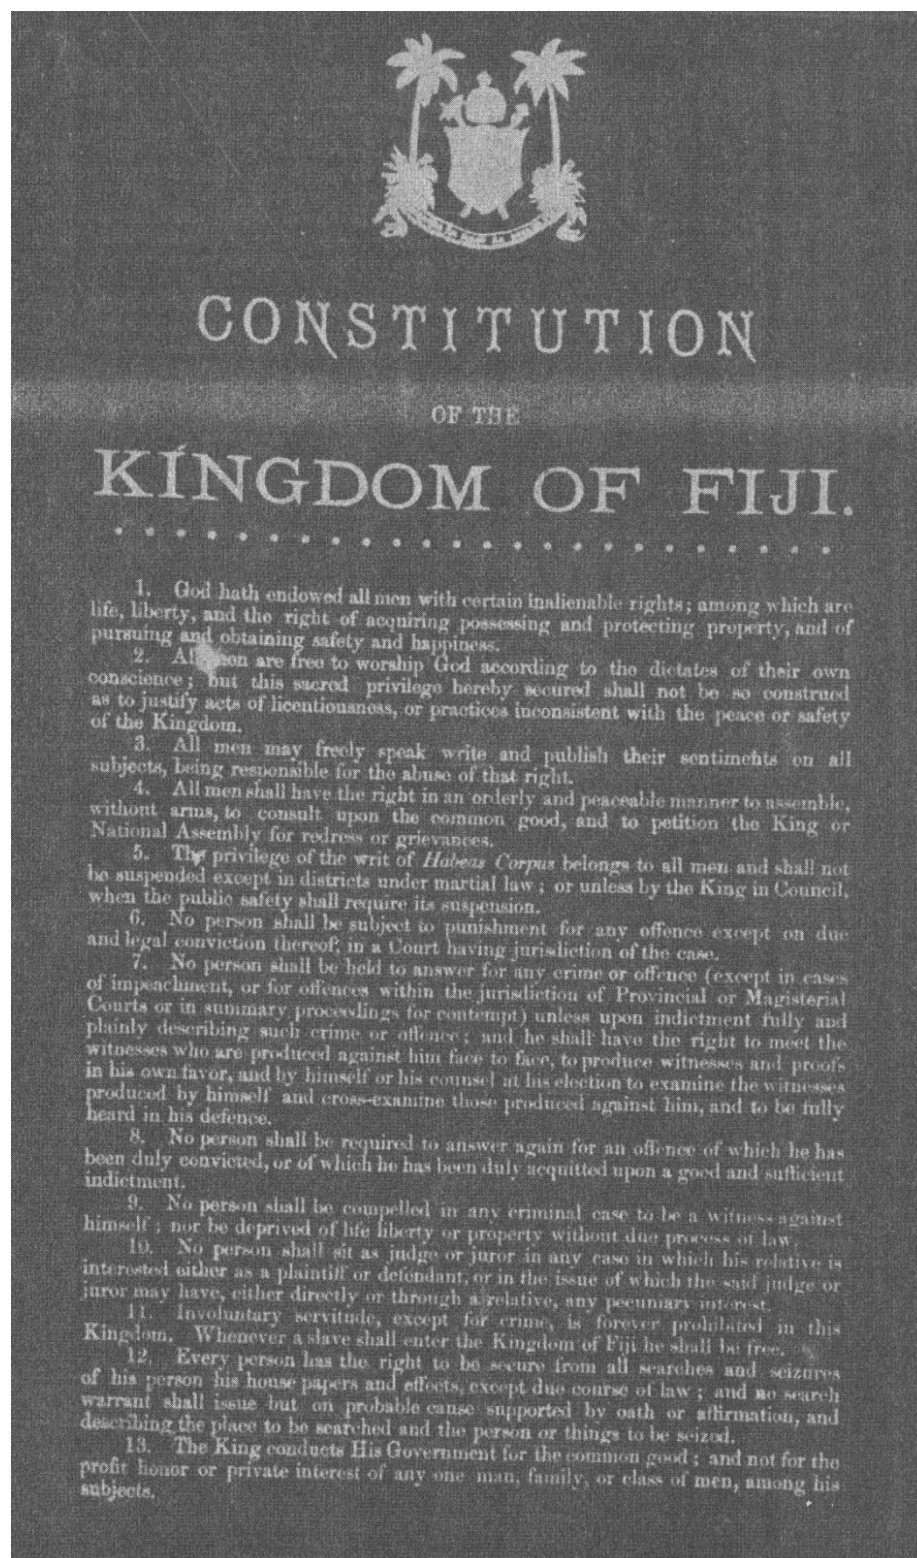 CONSTITUTION
OF THE
KINGDOM OF FIJI.
1. God hath endowed all men with certain inalienable rights; among which are
life, liberty, and the right of acquiring possessing and protecting property, and of
pursuing and obtaining safety and happiness.
2. All men are free to worship God according to the dictates of their own
conscience; but this sacred privilege hereby secured shall not be so construed
as to justify acts of licentiousness, or practices inconsistent with the peace or safety
of the Kingdom.
3. All men may freely speak write and publish their sentiments on all
subjects, being responsible for the abuse of that right.
4. All men shall have the right in an orderly and peaceable manner to assemble,
without arms, to consult upon the common good, and to petition the King or
National Assembly for redress or grievances.
5. The privilege of the writ of Habeas Corpus belongs to all men and shall not
be suspended except in districts under martial law; or unless by the King in Council,
when the public safety shall require its suspension.
6. No person shall be subject to punishment for any offence except on due
and legal conviction thereof, in a Court having jurisdiction of the case.
7. No person shall be held to answer for any crime or offence (except in cases
of impeachment, or for offences within the jurisdiction of Provincial or Magisterial
Courts or in summary proceedings for contempt) unless upon indictment fully and
plainly describing such crime or offence; and he shall have the right to meet the
witnesses who are produced against him face to face, to produce witnesses and proofs
in his own favor, and by himself or his counsel at his election to examine the witnesses
produced by himself and cross-examine those produced against him, and to be fully
heard in his defence.
8. No person shall be required to answer again for an offence of which he has
been duly convicted, or of which he has been duly acquitted upon a good and sufficient
indictment.
9. No person shall be compelled in any criminal case to be a witness against
himself; nor be deprived of life liberty or property without due process of law.
10. No person shall sit as judge or juror in any case in which his relative is
interested either as a plaintiff or defendant, or in the issue of which the said judge or
juror may have, either directly or through a relative, any pecuniary interest.
11. Involuntary servitude, except for crime, is forever prohibited in this
Kingdom. Whenever a slave shall enter the Kingdom of Fiji he shall be free.
12. Every person has the right to be secure from all searches and seizures
of his person his house papers and effects, except due course of law; and no search
warrant shall issue but on probable cause supported by oath or affirmation, and
describing the place to be searched and the person or things to be seized.
13. The King conducts His Government for the common good; and not for the
profit honor or private interest of any one man, family, or class of men, among his
subjects.